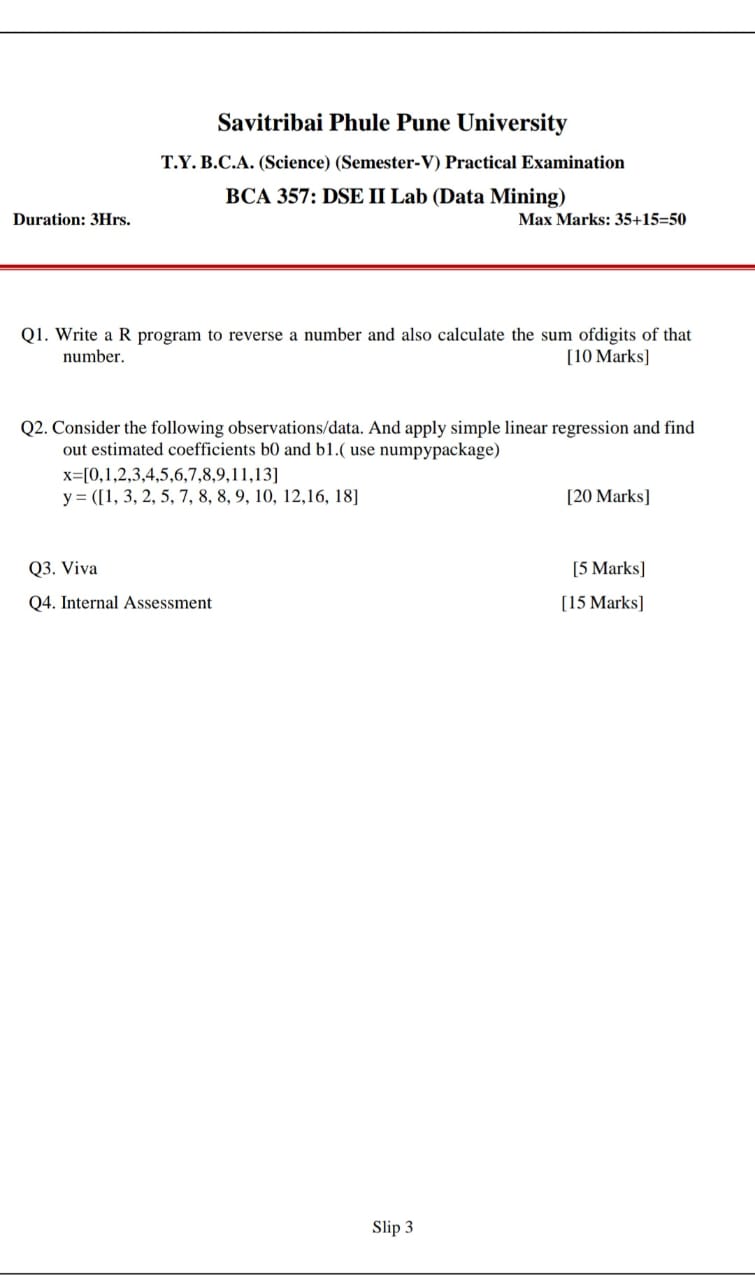 Savitribai Phule Pune University
T.Y. B.C.A. (Science) (Semester-V) Practical Examination
BCA 357: DSE II Lab (Data Mining)
Duration: 3Hrs. Max Marks: 35+15=50
Q1. Write a R program to reverse a number and also calculate the sum ofdigits of that
number. [10 Marks]
Q2. Consider the following observations/data. And apply simple linear regression and find
out estimated coefficients b0 and b1.( use numpypackage)
x=[0,1,2,3,4,5,6,7,8,9,11,13]
y = ([1, 3, 2, 5, 7, 8, 8, 9, 10, 12,16, 18] [20 Marks]
Q3. Viva [5 Marks]
Q4. Internal Assessment [15 Marks]
Slip 3